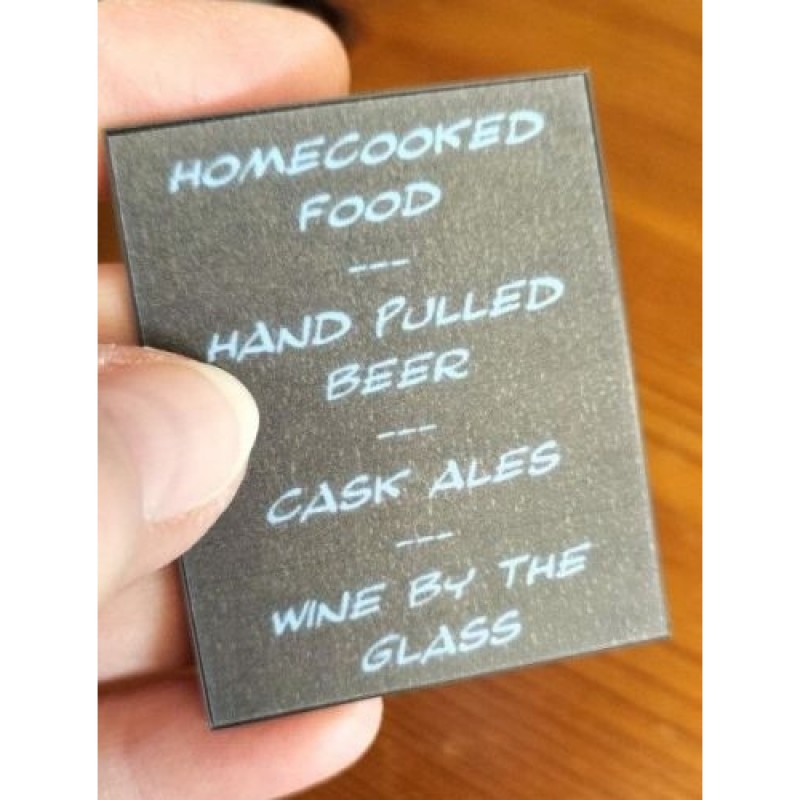 HOMECOOKED
FOOD
---
HAND PULLED
BEER
---
CASK ALES
---
WINE BY THE
GLASS